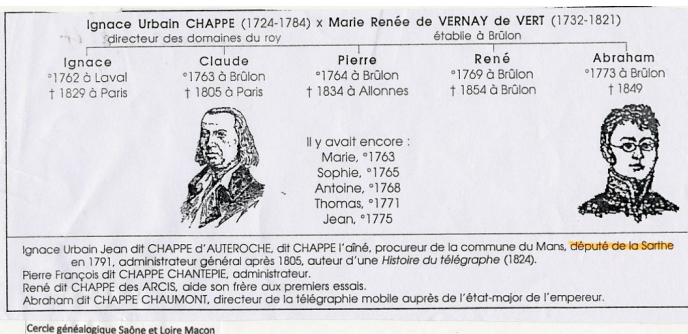 Ignace Urbain CHAPPE (1724-1784) x Marie Renée de VERNAY de VERT (1732-1821)
directeur des domaines du roy établie à Brûlon
Ignace Claude Pierre René Abraham
°1762 à Laval °1763 à Brûlon °1764 à Brûlon °1769 à Brûlon °1773 à Brûlon
† 1829 à Paris † 1805 à Paris † 1834 à Allonnes † 1854 à Brûlon † 1849
Il y avait encore :
Marie, °1763
Sophie, °1765
Antoine, °1768
Thomas, °1771
Jean, °1775
Ignace Urbain Jean dit CHAPPE d'AUTEROCHE, dit CHAPPE l'aîné, procureur de la commune du Mans, député de la Sarthe
en 1791, administrateur général après 1805, auteur d'une Histoire du télégraphe (1824).
Pierre François dit CHAPPE CHANTEPIE, administrateur.
René dit CHAPPE des ARCIS, aide son frère aux premiers essais.
Abraham dit CHAPPE CHAUMONT, directeur de la télégraphie mobile auprès de l'état-major de l'empereur.
Cercle généalogique Saône et Loire Macon